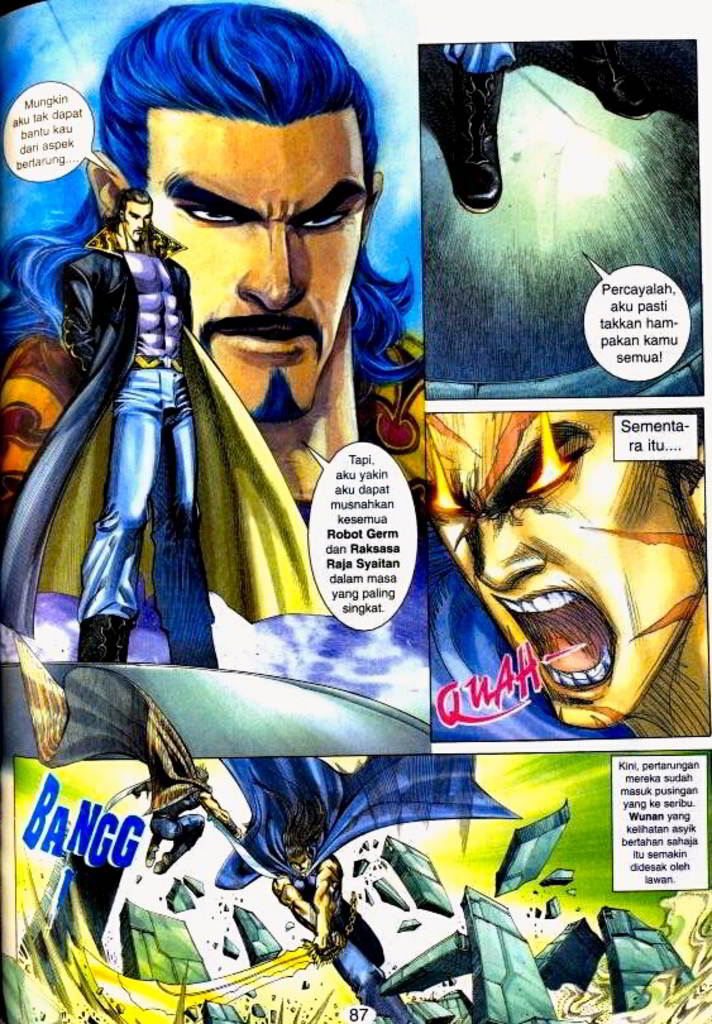 Mungkin
aku tak dapat
bantu kau
dari aspek
bertarung....
Tapi,
aku yakin
aku dapat
musnahkan
kesemua
Robot Germ
dan Raksasa
Raja Syaitan
dalam masa
yang paling
singkat.
Percayalah,
aku pasti
takkan ham-
pakan kamu
semua!
Sementa-
ra itu....
QUAH-
BANGG
!
Kini, pertarungan
mereka sudah
masuk pusingan
yang ke seribu.
Wunan yang
kelihatan asyik
bertahan sahaja
itu semakin
didesak oleh
lawan.
87